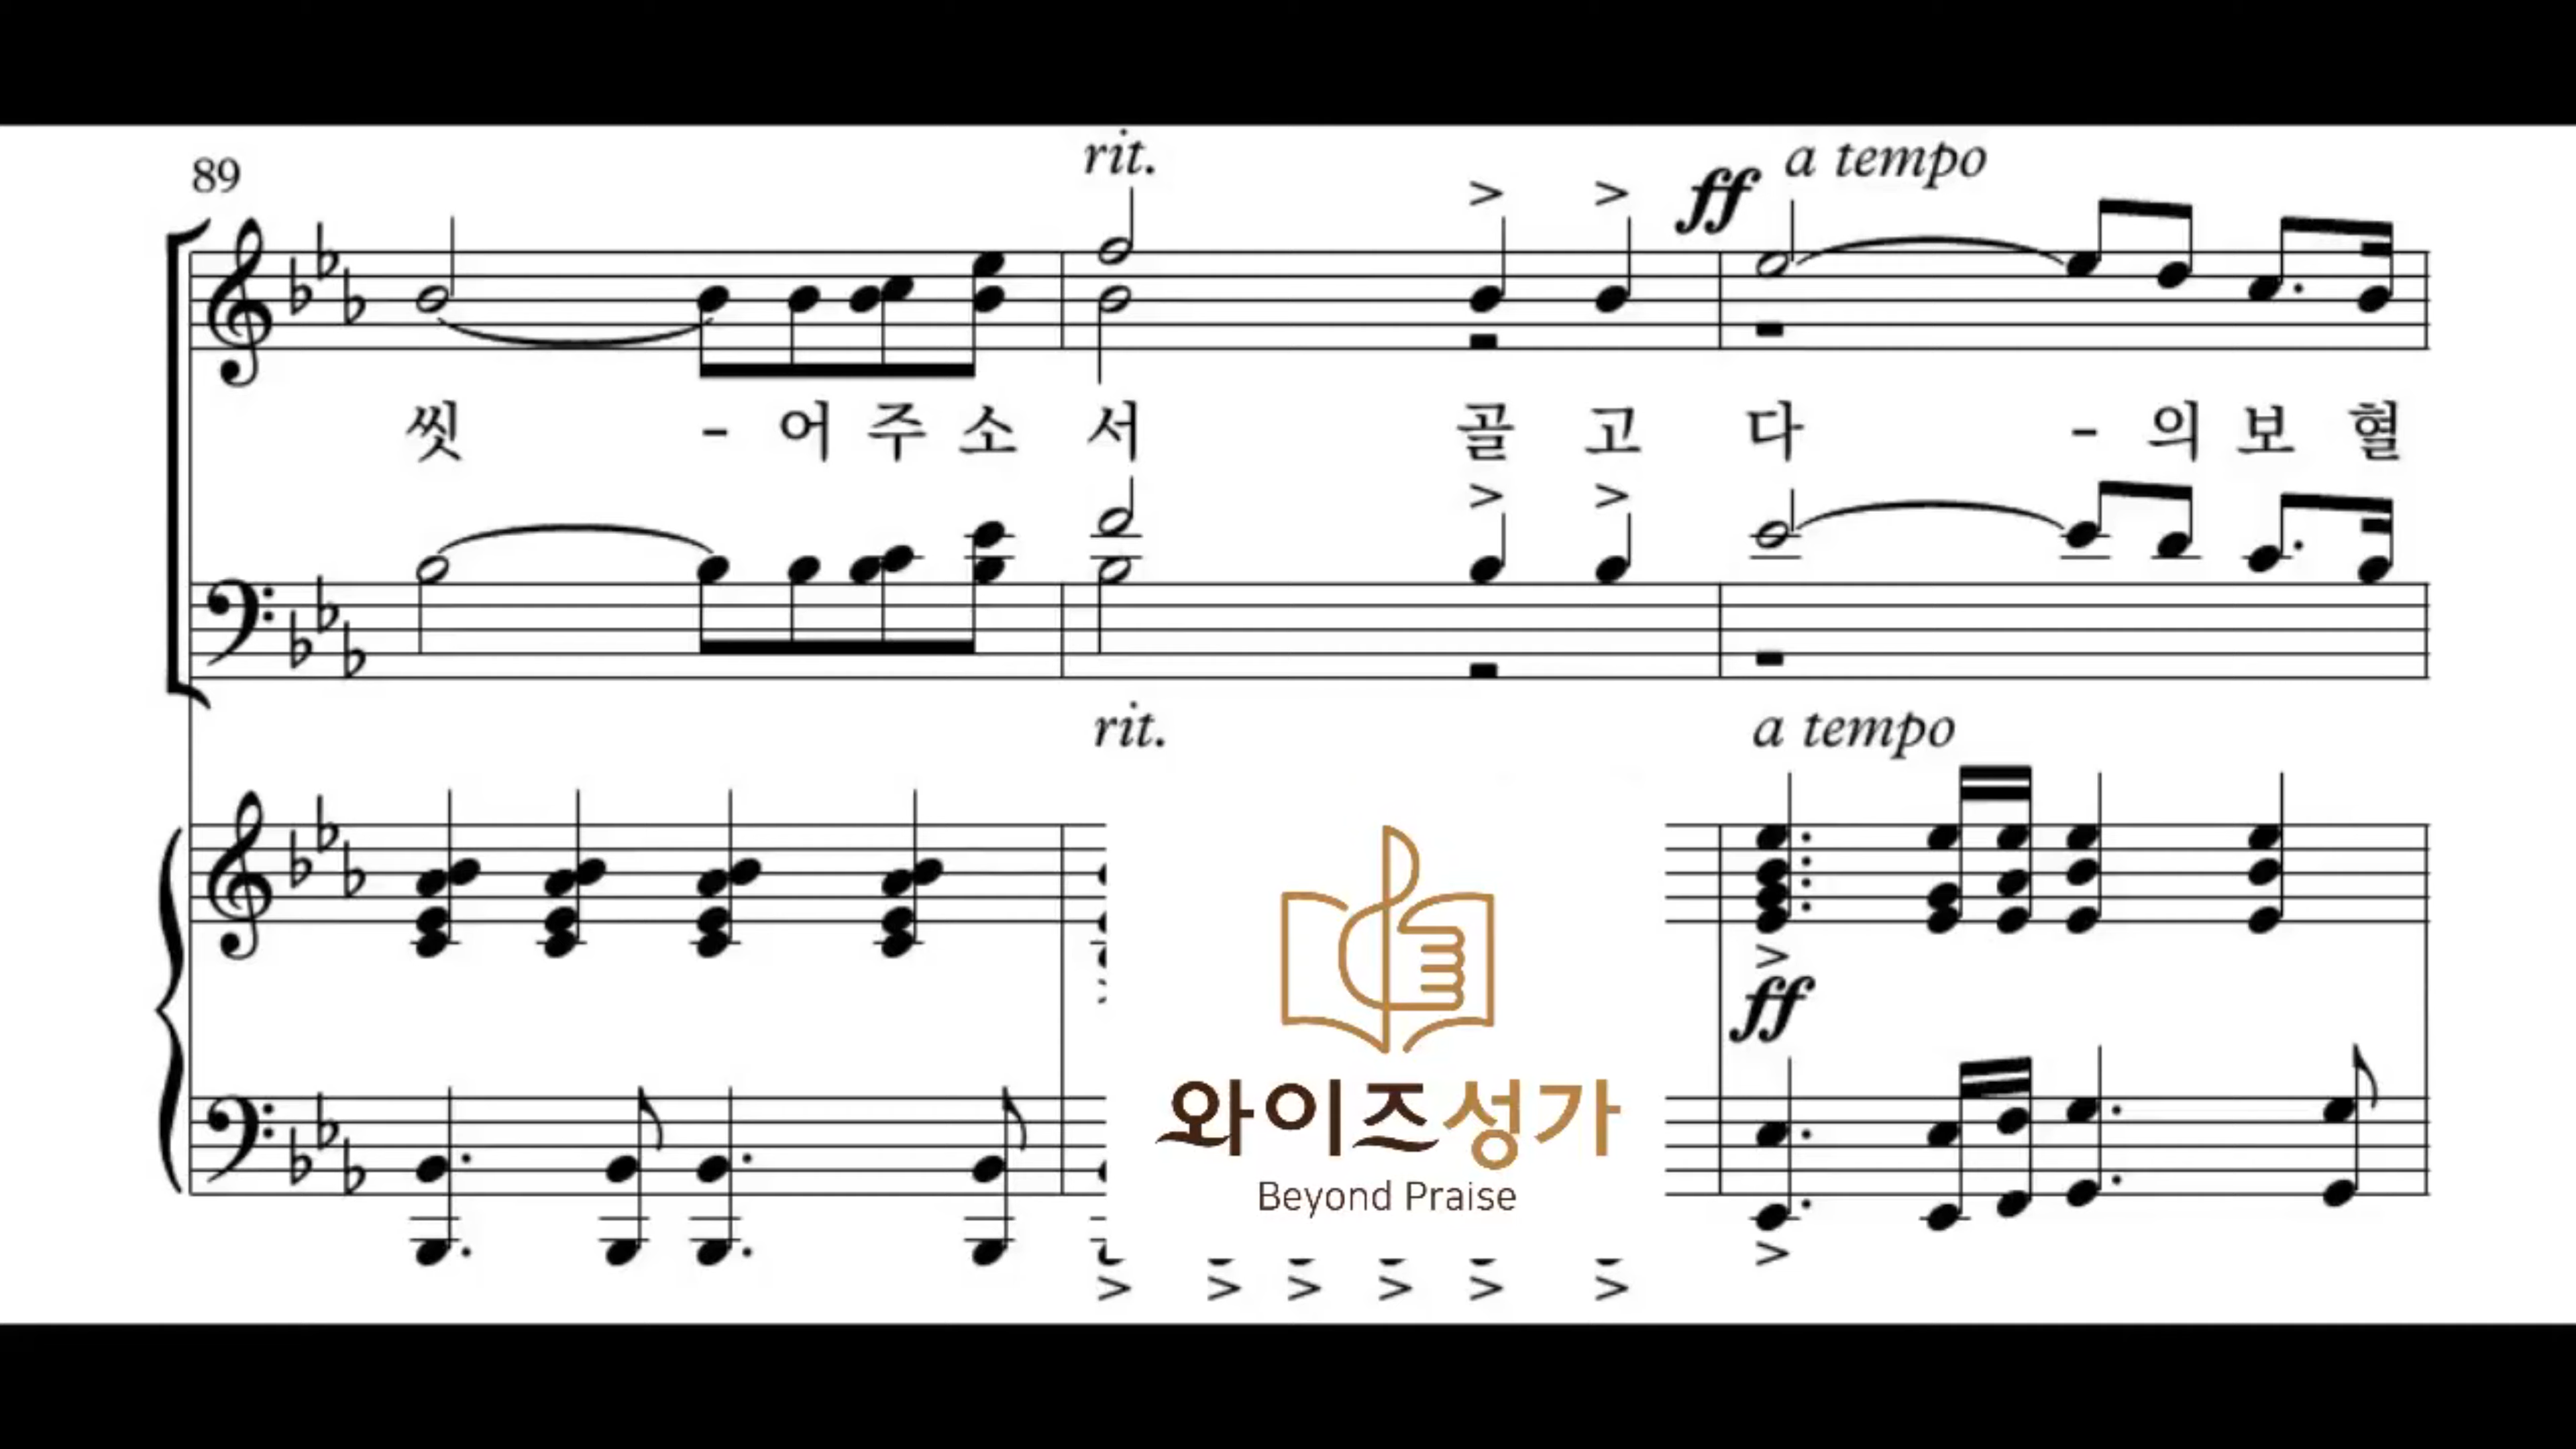 89
rit.
ff a tempo
씻 - 어 주 소 서 골 고 다 - 의 보 혈
rit.
a tempo
ff
와이즈성가
Beyond Praise